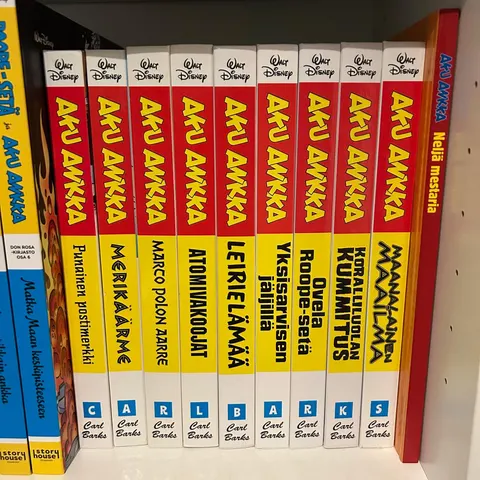 ROOPE-SETÄ
ja
AKU ANKKA
story
house
DON ROSA
-KIRJASTO
OSA 8
Matka Maan keskipisteeseen
story
house
WALT
DISNEY
AKU ANKKA
Punainen postimerkki
C
Carl
Barks
WALT
DISNEY
AKU ANKKA
MERIKÄÄRME
A
Carl
Barks
WALT
DISNEY
AKU ANKKA
MARCO POLON AARRE
R
Carl
Barks
WALT
DISNEY
AKU ANKKA
ATOMIVAKOOJAT
L
Carl
Barks
WALT
DISNEY
AKU ANKKA
LEIRIELÄMÄÄ
B
Carl
Barks
WALT
DISNEY
AKU ANKKA
Yksisarvisen
jäljillä
A
Carl
Barks
WALT
DISNEY
AKU ANKKA
Ovela
Roope-setä
R
Carl
Barks
WALT
DISNEY
AKU ANKKA
KORALLILUOLAN
KUMMITUS
K
Carl
Barks
WALT
DISNEY
AKU ANKKA
MAANALAINEN
MAAILMA
S
Carl
Barks
AKU ANKKA
Neljä mestaria